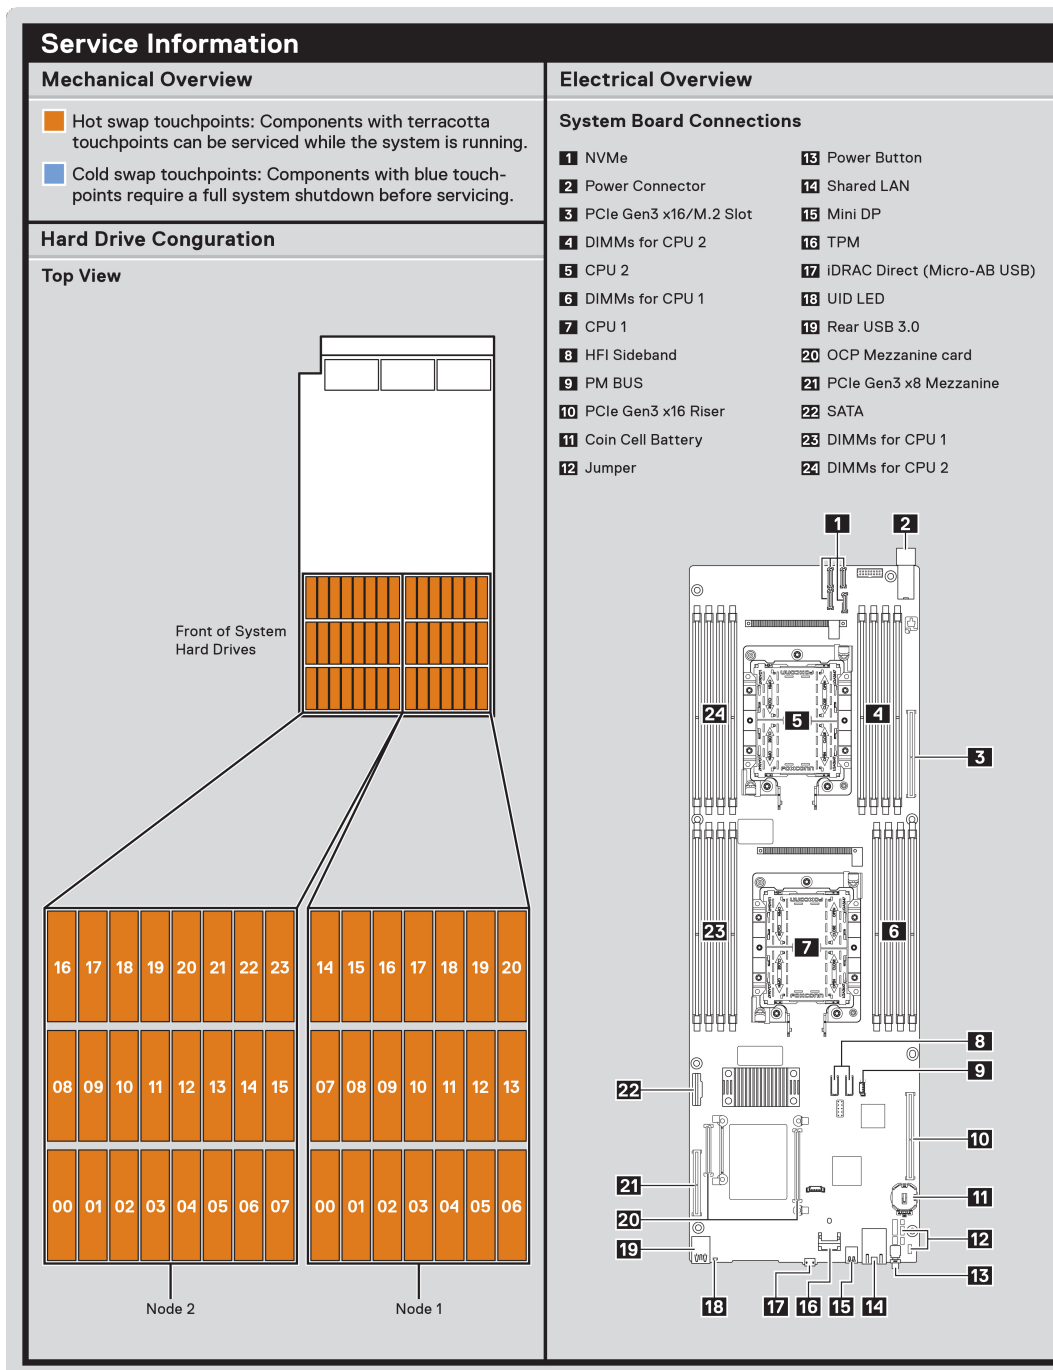 Service Information
Mechanical Overview
Hot swap touchpoints: Components with terracotta
touchpoints can be serviced while the system is running.
Cold swap touchpoints: Components with blue touch-
points require a full system shutdown before servicing.
Hard Drive Conguration
Top View
Front of System
Hard Drives
16 17 18 19 20 21 22 23
08 09 10 11 12 13 14 15
00 01 02 03 04 05 06 07
Node 2
14 15 16 17 18 19 20
07 08 09 10 11 12 13
00 01 02 03 04 05 06
Node 1
Electrical Overview
System Board Connections
1 NVMe
2 Power Connector
3 PCIe Gen3 x16/M.2 Slot
4 DIMMs for CPU 2
5 CPU 2
6 DIMMs for CPU 1
7 CPU 1
8 HFI Sideband
9 PM BUS
10 PCIe Gen3 x16 Riser
11 Coin Cell Battery
12 Jumper
13 Power Button
14 Shared LAN
15 Mini DP
16 TPM
17 iDRAC Direct (Micro-AB USB)
18 UID LED
19 Rear USB 3.0
20 OCP Mezzanine card
21 PCIe Gen3 x8 Mezzanine
22 SATA
23 DIMMs for CPU 1
24 DIMMs for CPU 2
1 2
24 5 4
FOXCONN
FOXCONN
3
FOXCONN
23 7 6
FOXCONN
8
9
22
10
21
11
20
12
19
13
18 17 16 15 14